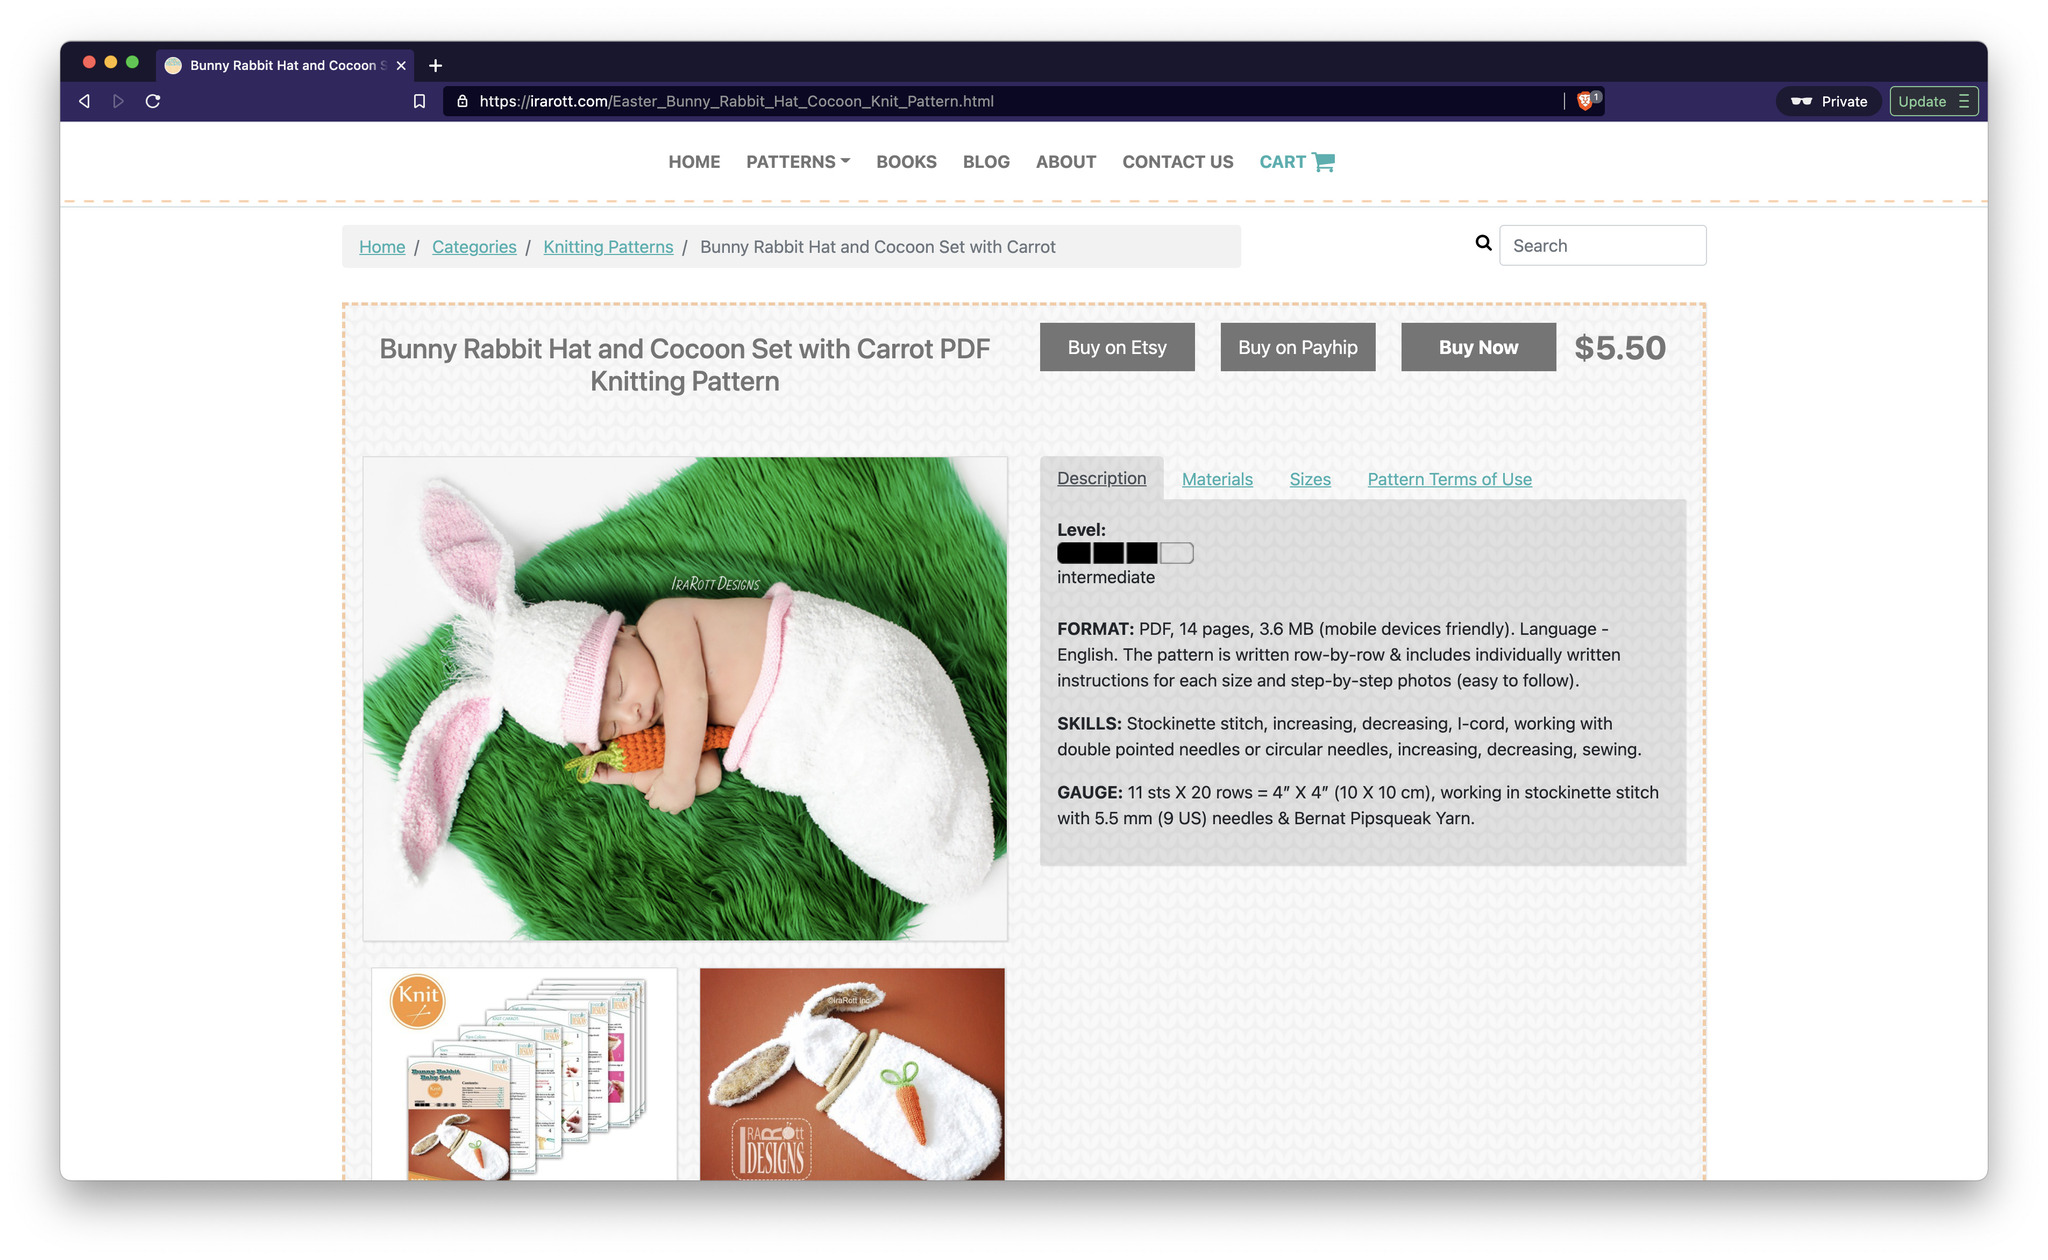 Bunny Rabbit Hat and Cocoon S
https://irarott.com/Easter_Bunny_Rabbit_Hat_Cocoon_Knit_Pattern.html
1
Private
Update
HOME PATTERNS BOOKS BLOG ABOUT CONTACT US CART
Home / Categories / Knitting Patterns / Bunny Rabbit Hat and Cocoon Set with Carrot
Search
Bunny Rabbit Hat and Cocoon Set with Carrot PDF
Knitting Pattern
Buy on Etsy
Buy on Payhip
Buy Now
$5.50
IRAROTT DESIGNS
Description
Materials
Sizes
Pattern Terms of Use
Level:
intermediate
FORMAT: PDF, 14 pages, 3.6 MB (mobile devices friendly). Language -
English. The pattern is written row-by-row & includes individually written
instructions for each size and step-by-step photos (easy to follow).
SKILLS: Stockinette stitch, increasing, decreasing, I-cord, working with
double pointed needles or circular needles, increasing, decreasing, sewing.
GAUGE: 11 sts X 20 rows = 4” X 4” (10 X 10 cm), working in stockinette stitch
with 5.5 mm (9 US) needles & Bernat Pipsqueak Yarn.
Knit
Bunny Rabbit
Baby Set
©IraRott Inc
IRAROtt
DESIGNS